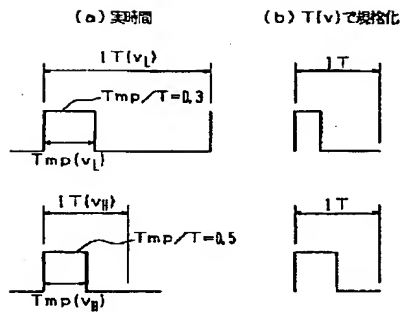 (a) 実時間
(b) T(v)で規格化
1T(vL)
1T
Tmp/T=0.3
Tmp(vL)
1T(vH)
1T
Tmp/T=0.5
Tmp(vH)